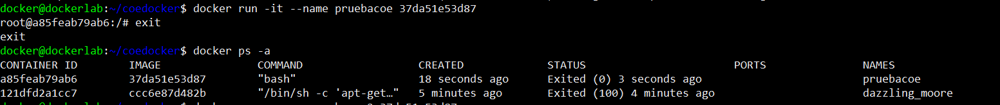 docker@dockerlab:~/coedocker$ docker run -it --name pruebacoe 37da51e53d87
root@a85feab79ab6:/# exit
exit
docker@dockerlab:~/coedocker$ docker ps -a
CONTAINER ID        IMAGE               COMMAND                  CREATED             STATUS                       PORTS               NAMES
a85feab79ab6        37da51e53d87        "bash"                   18 seconds ago      Exited (0) 3 seconds ago                         pruebacoe
121dfd2a1cc7        ccc6e87d482b        "/bin/sh -c 'apt-get…"   5 minutes ago       Exited (100) 4 minutes ago                       dazzling_moore